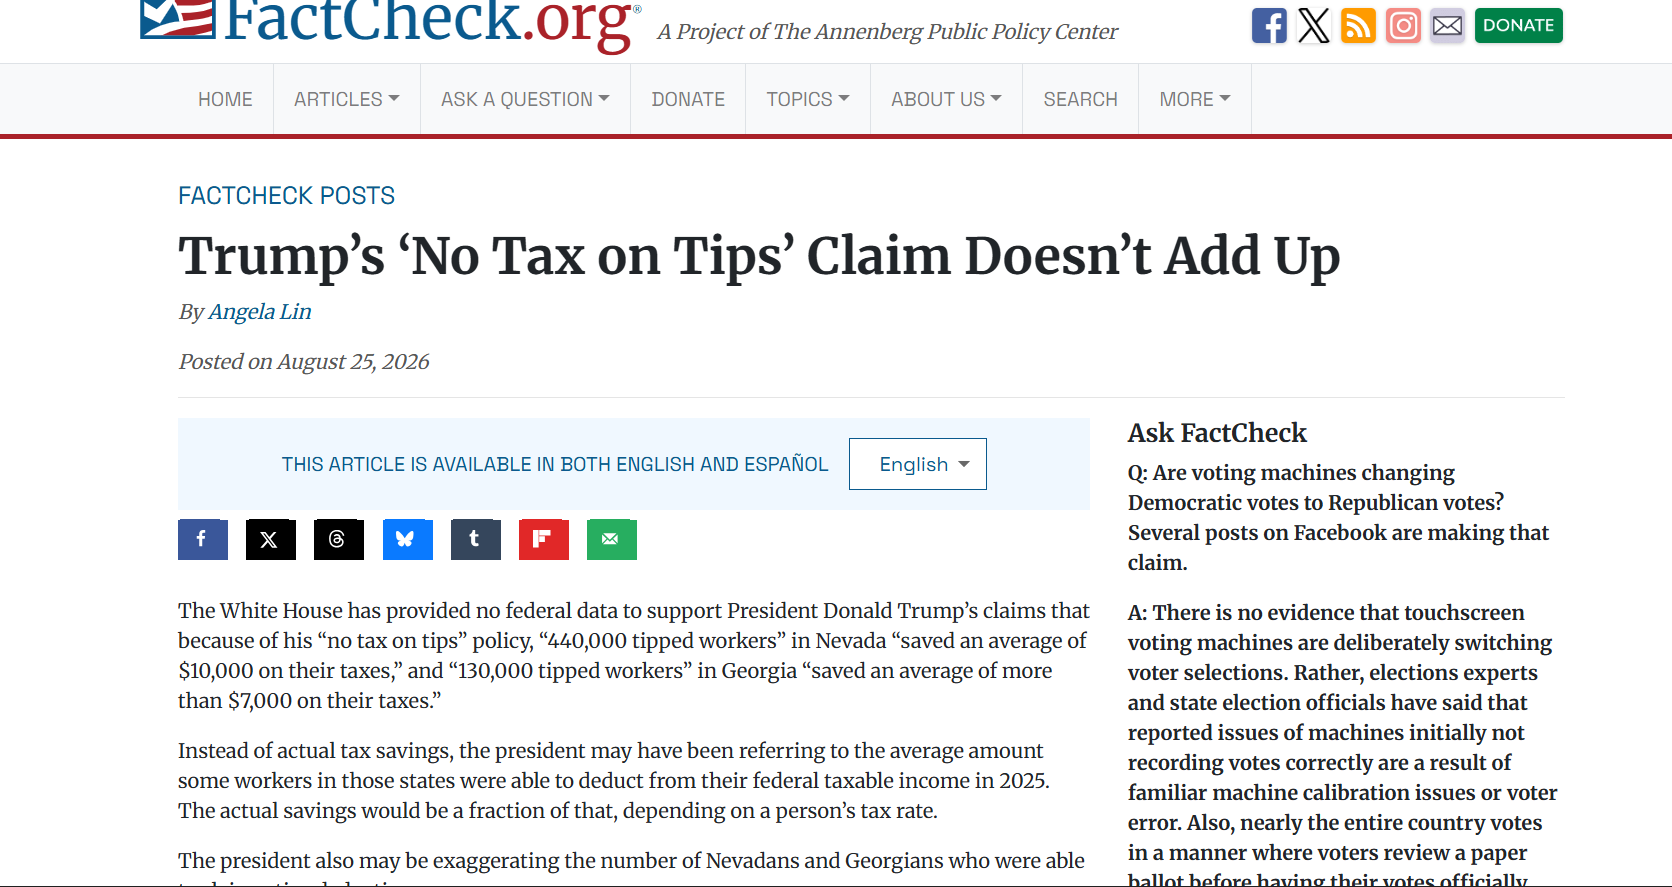 FactCheck.org®
A Project of The Annenberg Public Policy Center
DONATE
HOME
ARTICLES
ASK A QUESTION
DONATE
TOPICS
ABOUT US
SEARCH
MORE
FACTCHECK POSTS
Trump’s ‘No Tax on Tips’ Claim Doesn’t Add Up
By Angela Lin
Posted on August 25, 2026
THIS ARTICLE IS AVAILABLE IN BOTH ENGLISH AND ESPAÑOL
English
The White House has provided no federal data to support President Donald Trump’s claims that
because of his “no tax on tips” policy, “440,000 tipped workers” in Nevada “saved an average of
$10,000 on their taxes,” and “130,000 tipped workers” in Georgia “saved an average of more
than $7,000 on their taxes.”
Instead of actual tax savings, the president may have been referring to the average amount
some workers in those states were able to deduct from their federal taxable income in 2025.
The actual savings would be a fraction of that, depending on a person’s tax rate.
The president also may be exaggerating the number of Nevadans and Georgians who were able
Ask FactCheck
Q: Are voting machines changing
Democratic votes to Republican votes?
Several posts on Facebook are making that
claim.
A: There is no evidence that touchscreen
voting machines are deliberately switching
voter selections. Rather, elections experts
and state election officials have said that
reported issues of machines initially not
recording votes correctly are a result of
familiar machine calibration issues or voter
error. Also, nearly the entire country votes
in a manner where voters review a paper
ballot before having their votes officially